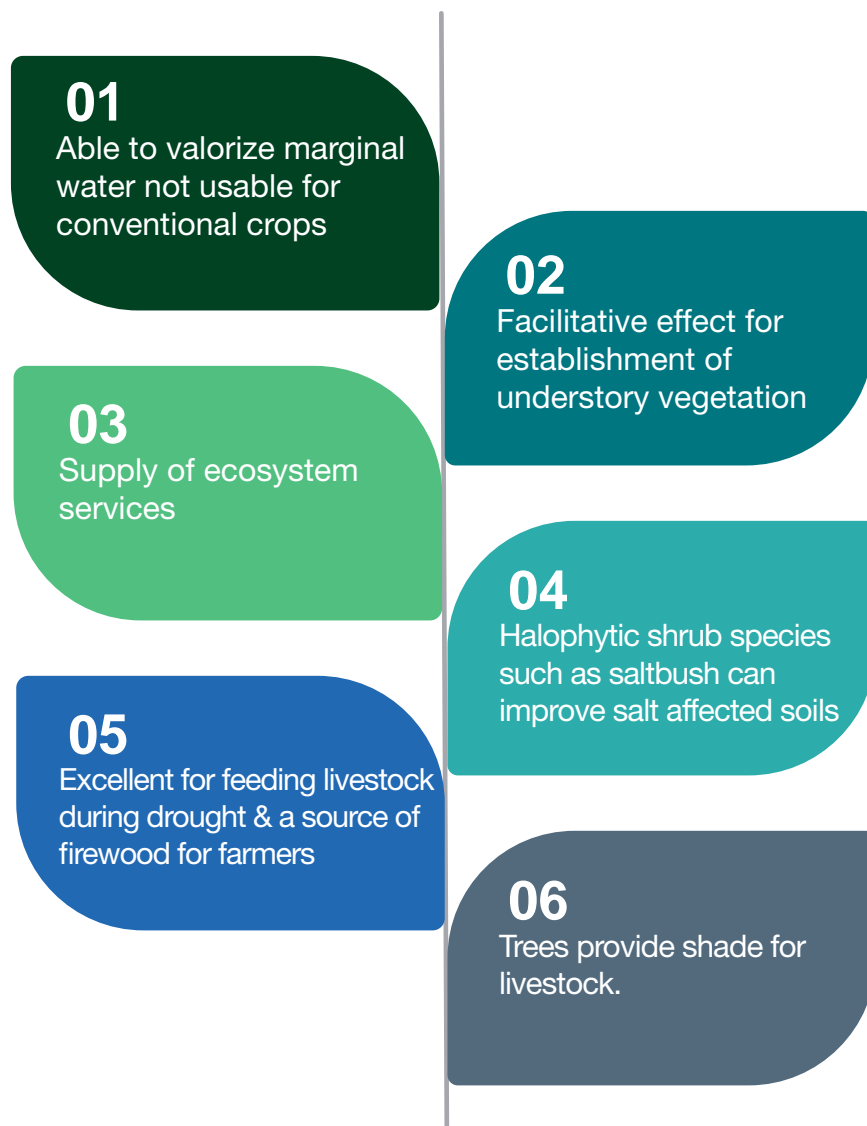 01
Able to valorize marginal
water not usable for
conventional crops
02
Facilitative effect for
establishment of
understory vegetation
03
Supply of ecosystem
services
04
Halophytic shrub species
such as saltbush can
improve salt affected soils
05
Excellent for feeding livestock
during drought & a source of
firewood for farmers
06
Trees provide shade for
livestock.